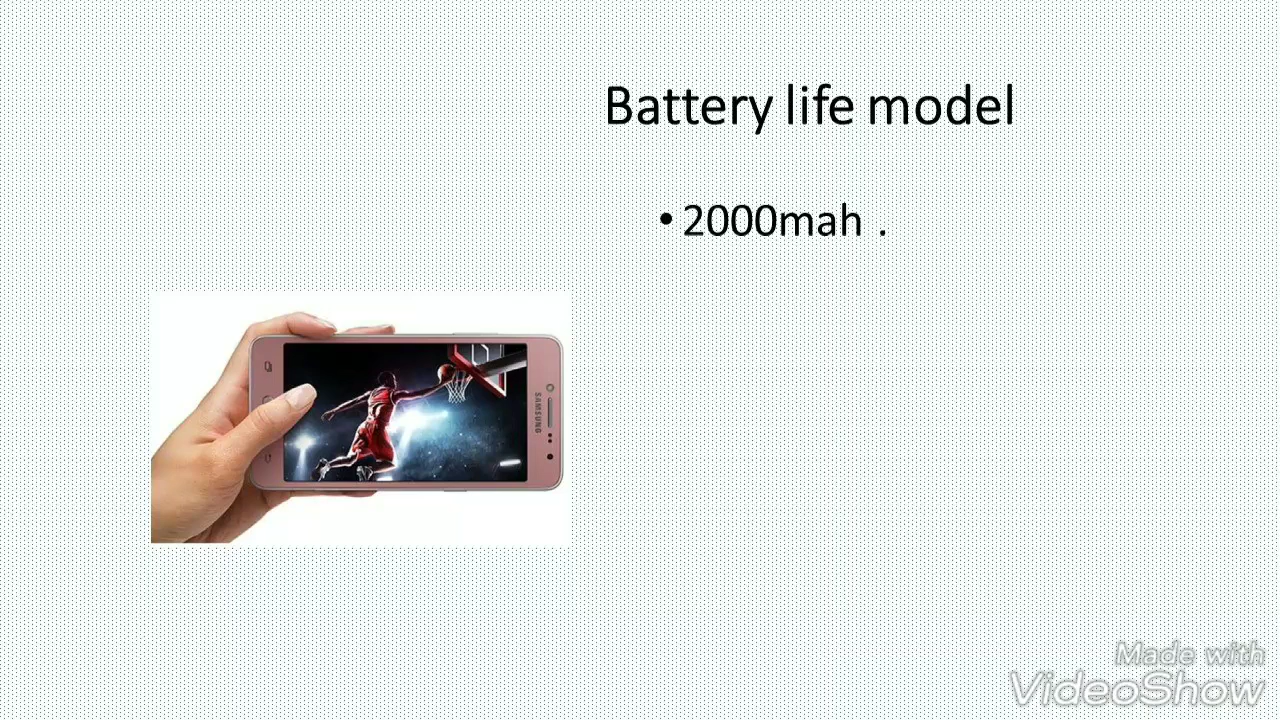 Battery life model
• 2000mah .
SAMSUNG
Made with
VideoShow